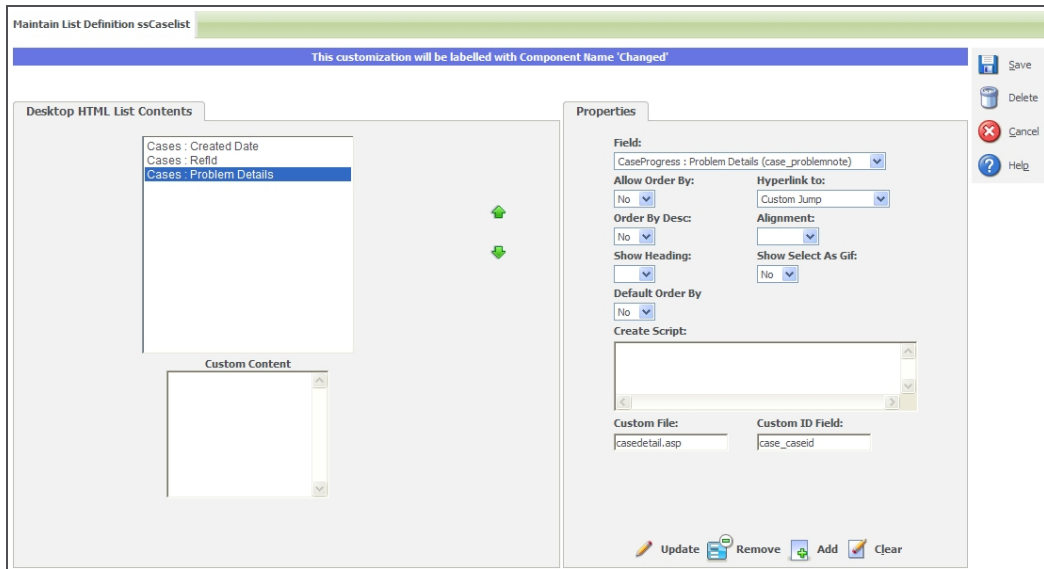 Maintain List Definition ssCaselist
This customization will be labelled with Component Name 'Changed'
Save
Delete
Cancel
Help
Desktop HTML List Contents
Cases : Created Date
Cases : RefId
Cases : Problem Details
Custom Content
Properties
Field:
CaseProgress : Problem Details (case_problemnote)
Allow Order By: Hyperlink to:
No Custom Jump
Order By Desc: Alignment:
No
Show Heading: Show Select As Gif:
No
Default Order By
No
Create Script:
Custom File: Custom ID Field:
casedetail.asp case_caseid
Update Remove Add Clear